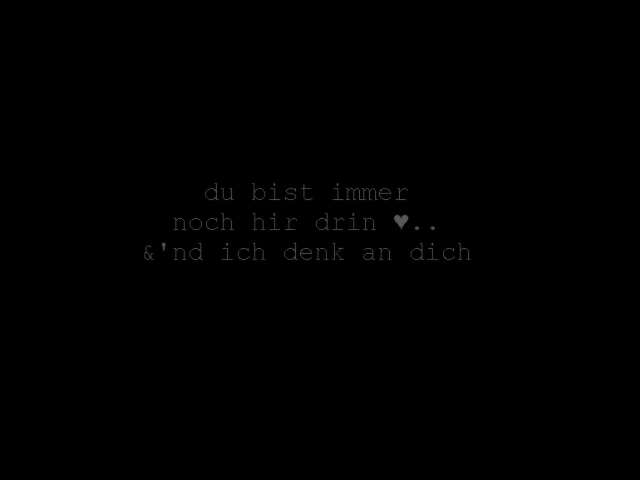 du bist immer
noch hir drin ♥..
&'nd ich denk an dich